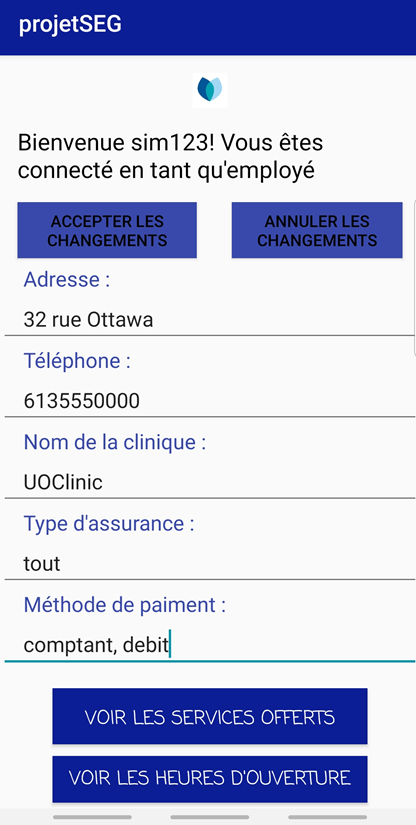 projetSEG
Bienvenue sim123! Vous êtes
connecté en tant qu'employé
ACCEPTER LES
CHANGEMENTS
ANNULER LES
CHANGEMENTS
Adresse :
32 rue Ottawa
Téléphone :
6135550000
Nom de la clinique :
UOClinic
Type d'assurance :
tout
Méthode de paiment :
comptant, debit
VOIR LES SERVICES OFFERTS
VOIR LES HEURES D'OUVERTURE